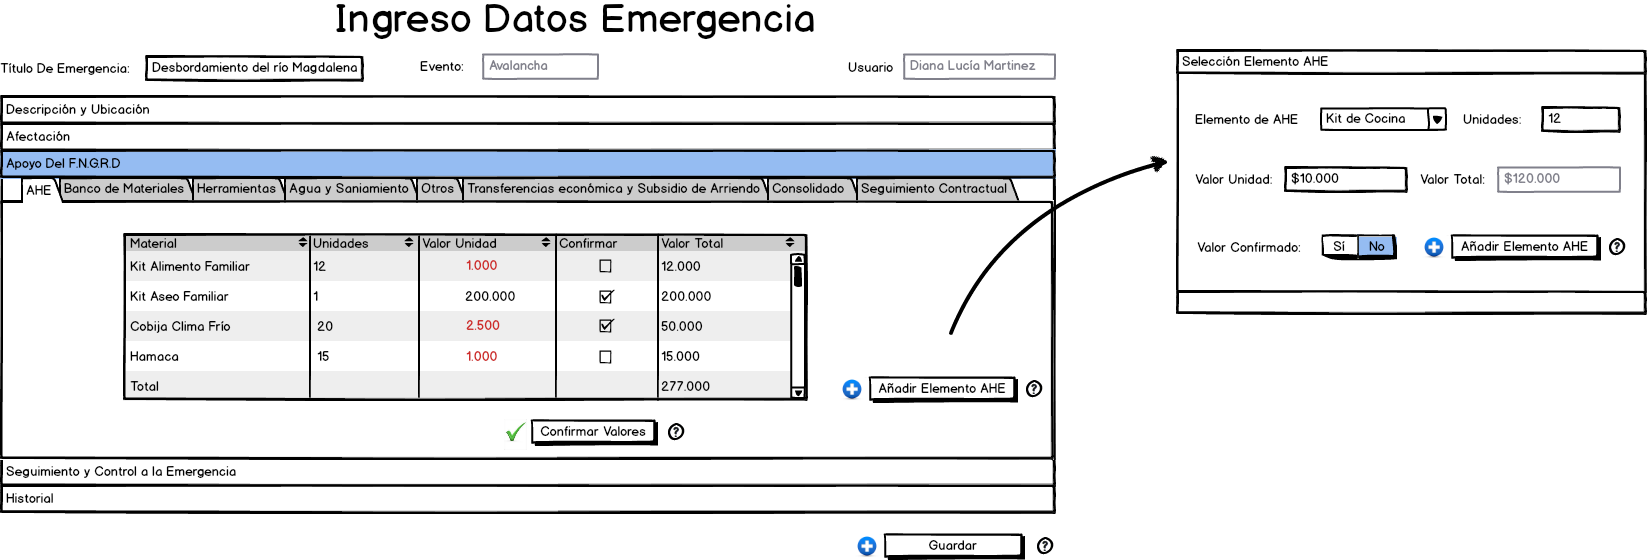 Ingreso Datos Emergencia
Título De Emergencia: Desbordamiento del río Magdalena Evento: Avalancha Usuario Diana Lucía Martinez
Descripción y Ubicación
Afectación
Apoyo Del F.N.G.R.D
AHE Banco de Materiales Herramientas Agua y Saniamiento Otros Transferencias económica y Subsidio de Arriendo Consolidado Seguimiento Contractual
Material Unidades Valor Unidad Confirmar Valor Total
Kit Alimento Familiar 12 1.000 12.000
Kit Aseo Familiar 1 200.000 200.000
Cobija Clima Frío 20 2.500 50.000
Hamaca 15 1.000 15.000
Total 277.000
Añadir Elemento AHE ?
Confirmar Valores ?
Seguimiento y Control a la Emergencia
Historial
Guardar ?
Selección Elemento AHE
Elemento de AHE Kit de Cocina Unidades: 12
Valor Unidad: $10.000 Valor Total: $120.000
Valor Confirmado: Sí No Añadir Elemento AHE ?